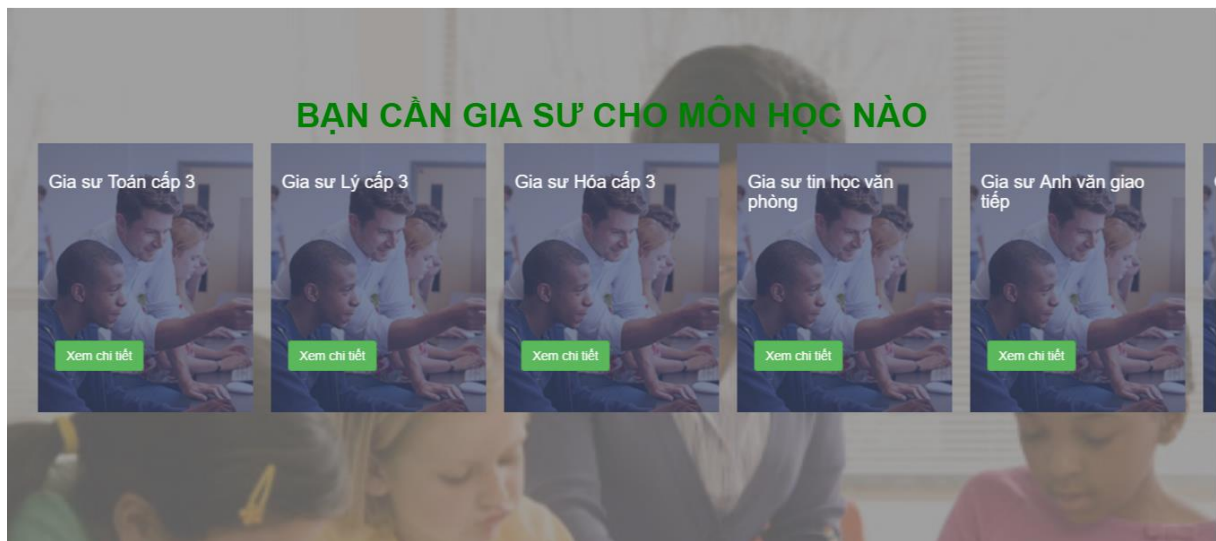 BẠN CẦN GIA SƯ CHO MÔN HỌC NÀO
Gia sư Toán cấp 3
Xem chi tiết
Gia sư Lý cấp 3
Xem chi tiết
Gia sư Hóa cấp 3
Xem chi tiết
Gia sư tin học văn
phòng
Xem chi tiết
Gia sư Anh văn giao
tiếp
Xem chi tiết